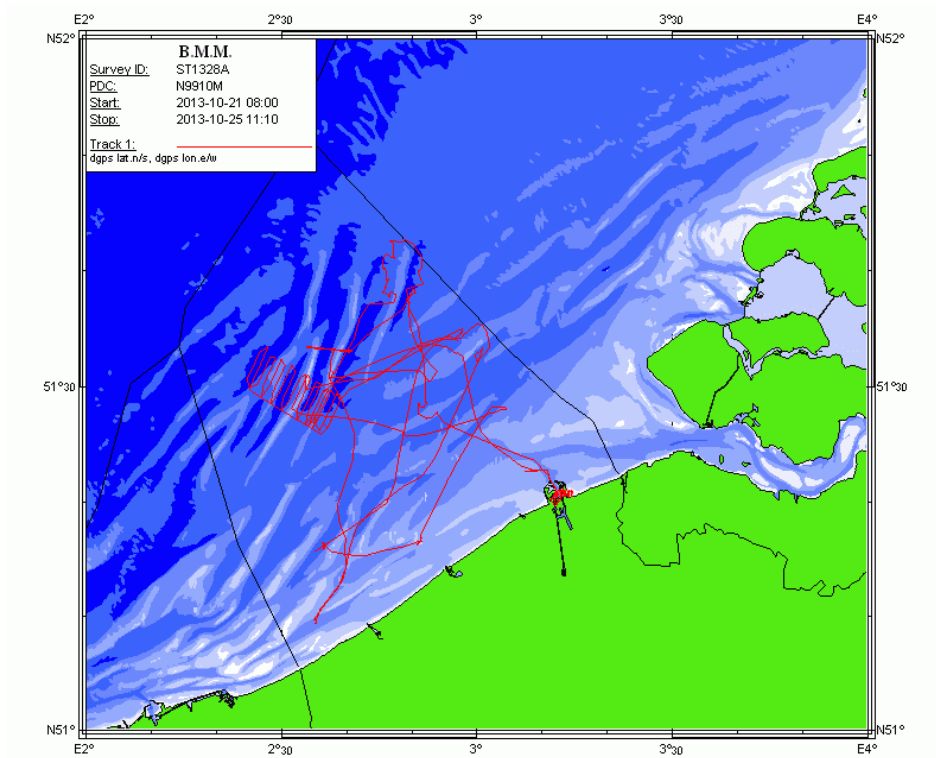 E2° 2°30 3° 3°30 E4°
N52° N52°
B.M.M.
Survey ID: ST1328A
PDC: N9910M
Start: 2013-10-21 08:00
Stop: 2013-10-25 11:10
Track 1:
dgps lat.n/s, dgps lon.e/w
51°30 51°30
N51° N51°
E2° 2°30 3° 3°30 E4°